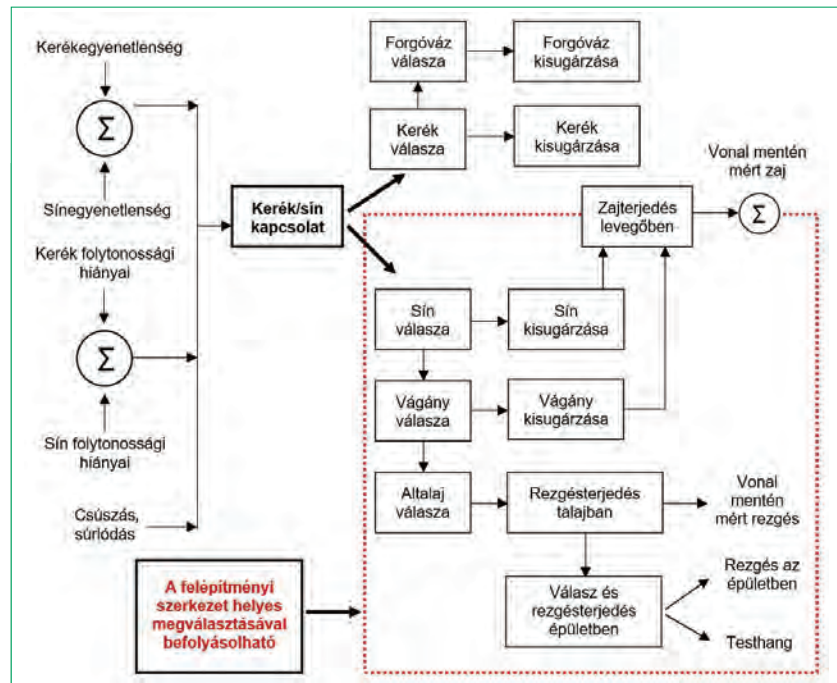 Kerékegyenetlenség
Σ
Sínegyenetlenség
Kerék folytonossági
hiányai
Σ
Sín folytonossági
hiányai
Csúszás,
súrlódás
Kerék/sín
kapcsolat
Forgóváz
válasza
Forgóváz
kisugárzása
Kerék
válasza
Kerék
kisugárzása
Vonal mentén
mért zaj
Zajterjedés
levegőben
Σ
Sín
válasza
Sín
kisugárzása
Vágány
válasza
Vágány
kisugárzása
Altalaj
válasza
Rezgésterjedés
talajban
Vonal
mentén
mért rezgés
Válasz és
rezgésterjedés
épületben
Rezgés az
épületben
Testhang
A felépítményi
szerkezet helyes
megválasztásával
befolyásolható